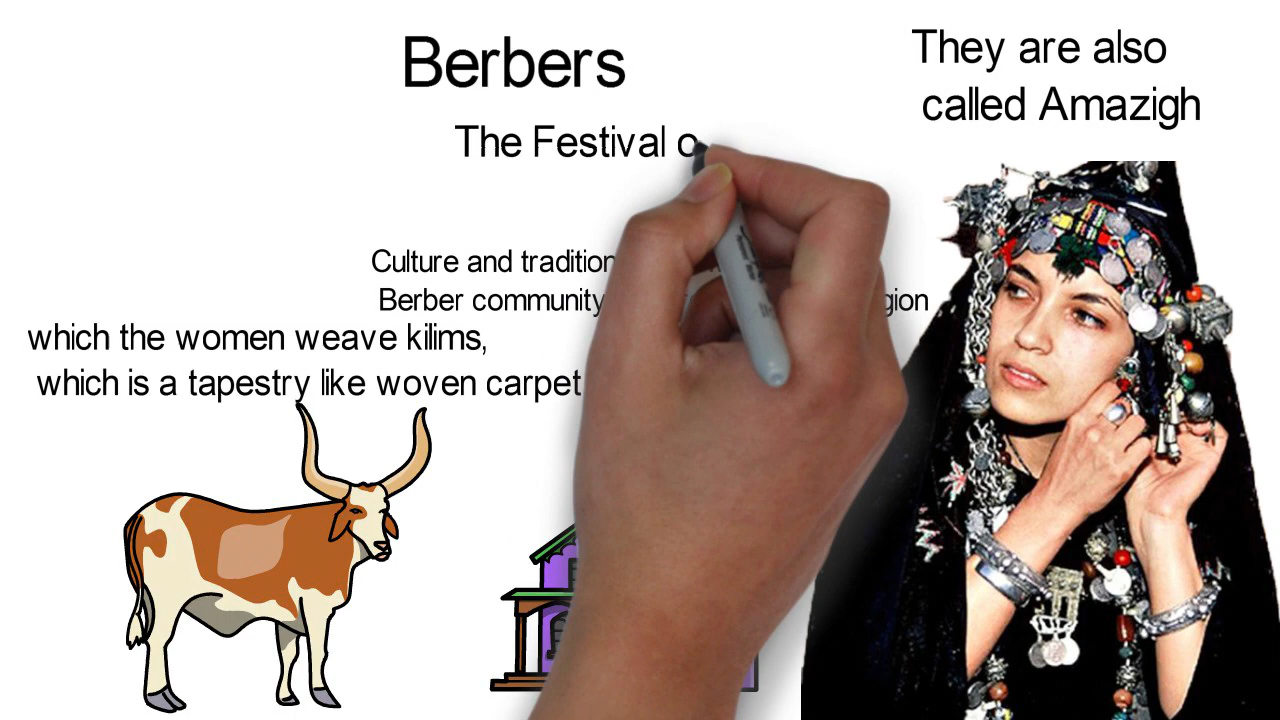 Berbers
They are also
called Amazigh
The Festival o
Culture and tradition
Berber community
which the women weave kilims,
which is a tapestry like woven carpet